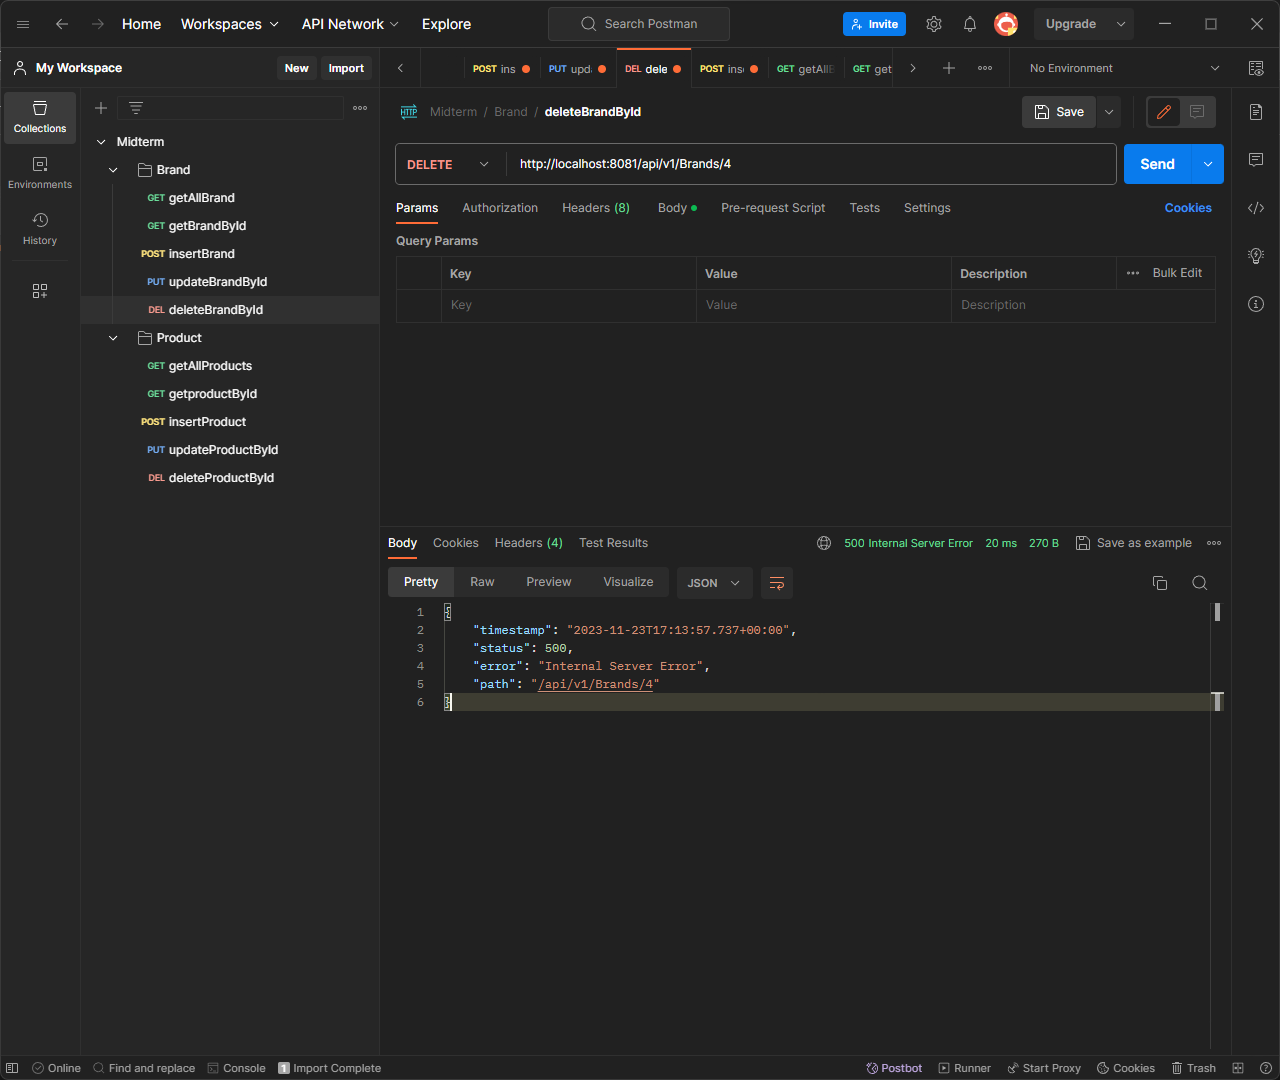 Home Workspaces API Network Explore Search Postman Invite Upgrade
My Workspace New Import POST ins PUT upd DEL dele POST ins GET getAllE GET get No Environment
Collections
Environments
History
Midterm
Brand
GET getAllBrand
GET getBrandById
POST insertBrand
PUT updateBrandById
DEL deleteBrandById
Product
GET getAllProducts
GET getproductById
POST insertProduct
PUT updateProductById
DEL deleteProductById
HTTP Midterm / Brand / deleteBrandById Save
DELETE http://localhost:8081/api/v1/Brands/4 Send
Params Authorization Headers (8) Body Pre-request Script Tests Settings Cookies
Query Params
Key Value Description Bulk Edit
Key Value Description
Body Cookies Headers (4) Test Results 500 Internal Server Error 20 ms 270 B Save as example
Pretty Raw Preview Visualize JSON
1 {
2 "timestamp": "2023-11-23T17:13:57.737+00:00",
3 "status": 500,
4 "error": "Internal Server Error",
5 "path": "/api/v1/Brands/4"
6 }
Online Find and replace Console 1 Import Complete Postbot Runner Start Proxy Cookies Trash